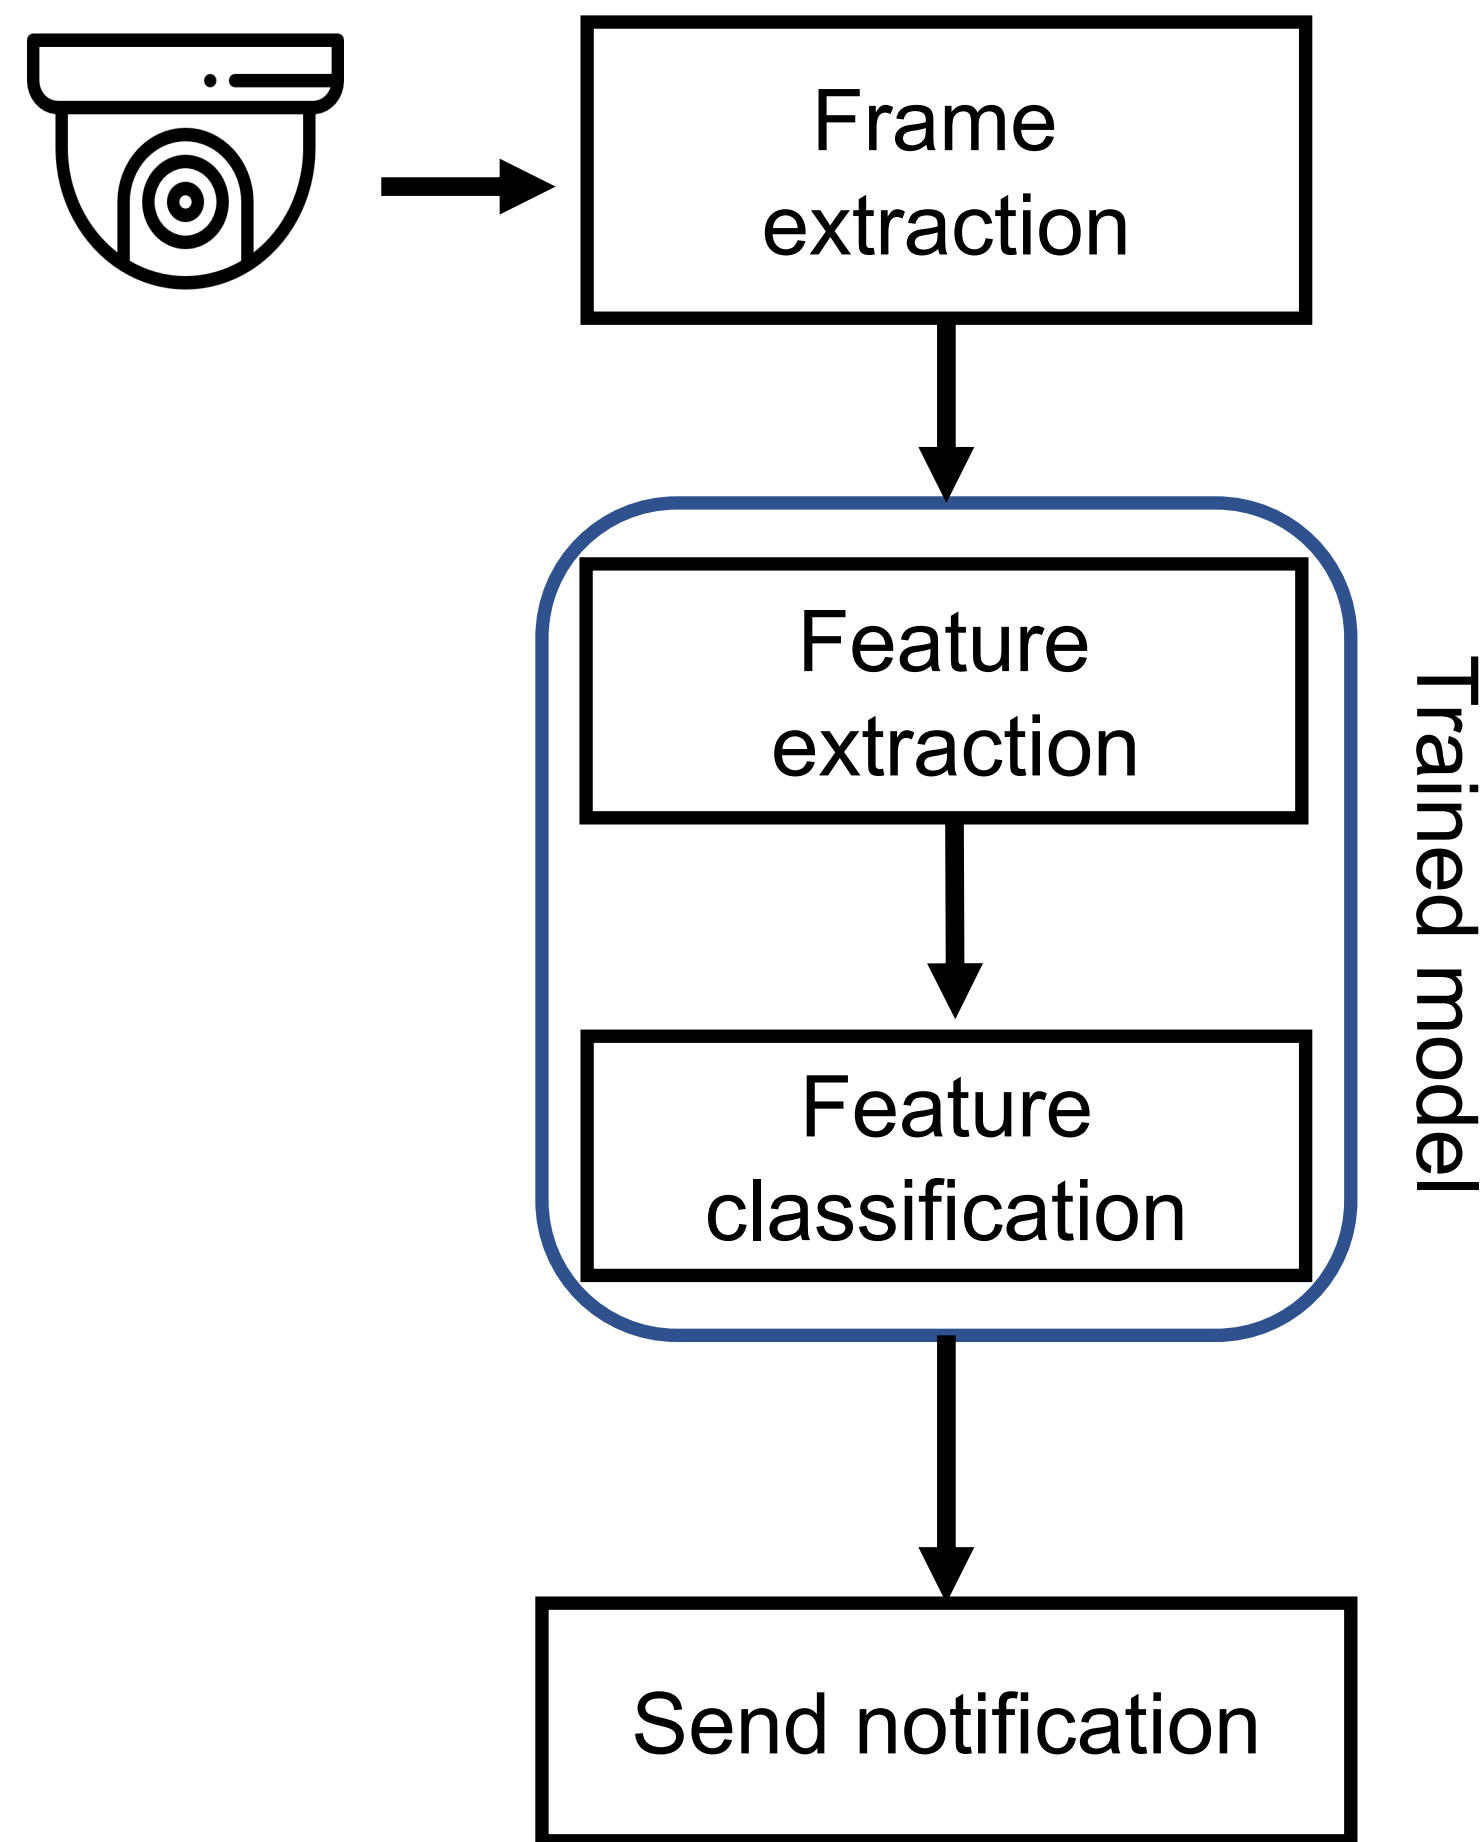 Frame
extraction
Feature
extraction
Trained model
Feature
classification
Send notification